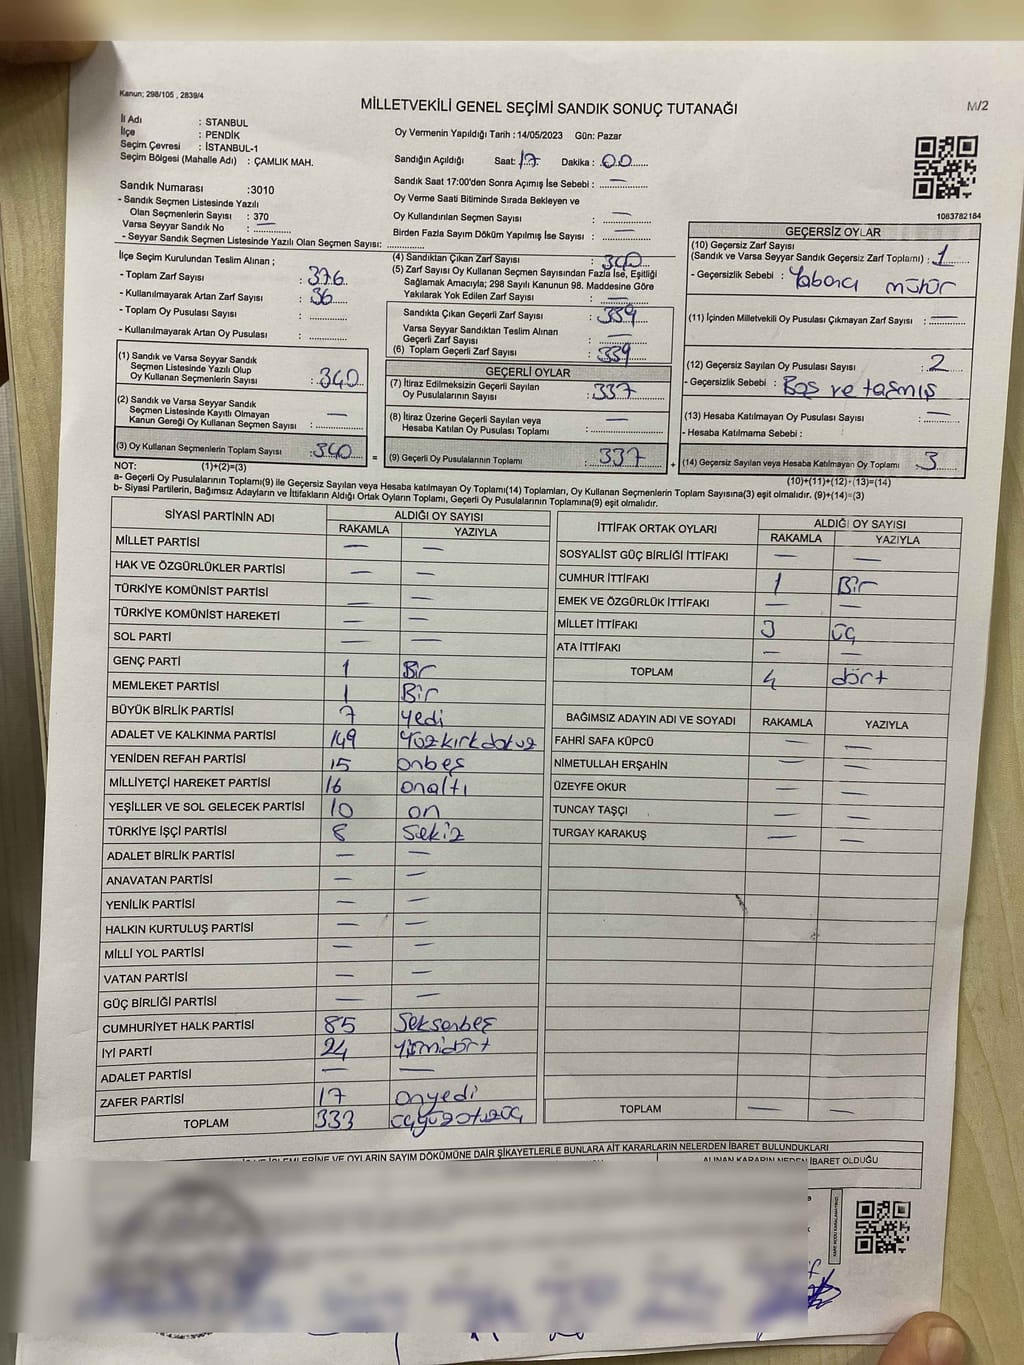 Kanun; 298/105 , 2839/4
MİLLETVEKİLİ GENEL SEÇİMİ SANDIK SONUÇ TUTANAĞI
M/2
İl Adı : STANBUL
İlçe : PENDİK
Seçim Çevresi : İSTANBUL-1
Seçim Bölgesi (Mahalle Adı) : ÇAMLIK MAH.
Sandık Numarası :3010
- Sandık Seçmen Listesinde Yazılı
Olan Seçmenlerin Sayısı : 370
Varsa Seyyar Sandık No : —
- Seyyar Sandık Seçmen Listesinde Yazılı Olan Seçmen Sayısı: ............
Oy Vermenin Yapıldığı Tarih : 14/05/2023 Gün: Pazar
Sandığın Açıldığı Saat: 17 Dakika : 00
Sandık Saat 17:00'den Sonra Açımış İse Sebebi : —
Oy Verme Saati Bitiminde Sırada Bekleyen ve
Oy Kullandırılan Seçmen Sayısı : —
Birden Fazla Sayım Döküm Yapılmış İse Sayısı : —
1083782184
İlçe Seçim Kurulundan Teslim Alınan ;
- Toplam Zarf Sayısı : 376
- Kullanılmayarak Artan Zarf Sayısı : 36
- Toplam Oy Pusulası Sayısı : ............
- Kullanılmayarak Artan Oy Pusulası : ............
(1) Sandık ve Varsa Seyyar Sandık
Seçmen Listesinde Yazılı Olup
Oy Kullanan Seçmenlerin Sayısı : 340
(2) Sandık ve Varsa Seyyar Sandık
Seçmen Listesinde Kayıtlı Olmayan
Kanun Gereği Oy Kullanan Seçmen Sayısı : —
(3) Oy Kullanan Seçmenlerin Toplam Sayısı : 340 =
(4) Sandıktan Çıkan Zarf Sayısı : 340
(5) Zarf Sayısı Oy Kullanan Seçmen Sayısından Fazla İse, Eşitliği
Sağlamak Amacıyla; 298 Sayılı Kanunun 98. Maddesine Göre
Yakılarak Yok Edilen Zarf Sayısı : —
Sandıkta Çıkan Geçerli Zarf Sayısı : 339
Varsa Seyyar Sandıktan Teslim Alınan
Geçerli Zarf Sayısı : —
(6) Toplam Geçerli Zarf Sayısı : 339
GEÇERLİ OYLAR
(7) İtiraz Edilmeksizin Geçerli Sayılan
Oy Pusulalarının Sayısı : 337
(8) İtiraz Üzerine Geçerli Sayılan veya
Hesaba Katılan Oy Pusulası Toplamı : —
(9) Geçerli Oy Pusulalarının Toplamı : 337 +
GEÇERSİZ OYLAR
(10) Geçersiz Zarf Sayısı
(Sandık ve Varsa Seyyar Sandık Geçersiz Zarf Toplamı) : 1
- Geçersizlik Sebebi : Yabancı mühür
(11) İçinden Milletvekili Oy Pusulası Çıkmayan Zarf Sayısı : —
(12) Geçersiz Sayılan Oy Pusulası Sayısı : 2
- Geçersizlik Sebebi : Boş ve taşmış
(13) Hesaba Katılmayan Oy Pusulası Sayısı : —
- Hesaba Katılmama Sebebi :
(14) Geçersiz Sayılan veya Hesaba Katılmayan Oy Toplamı : 3
NOT: (1)+(2)=(3)
(10)+(11)+(12)+(13)=(14)
a- Geçerli Oy Pusulaları Toplamı(9) ile Geçersiz Sayılan veya Hesaba katılmayan Oy Toplamı(14) Toplamları, Oy Kullanan Seçmenlerin Toplam Sayısına(3) eşit olmalıdır. (9)+(14)=(3)
b- Siyasi Partilerin, Bağımsız Adayların ve İttifakların Aldığı Ortak Oyların Toplamı, Geçerli Oy Pusulalarının Toplamına(9) eşit olmalıdır.
SİYASİ PARTİNİN ADI ALDIĞI OY SAYISI
RAKAMLA YAZIYLA
MİLLET PARTİSİ — —
HAK VE ÖZGÜRLÜKLER PARTİSİ — —
TÜRKİYE KOMÜNİST PARTİSİ — —
TÜRKİYE KOMÜNİST HAREKETİ — —
SOL PARTİ — —
GENÇ PARTİ 1 Bir
MEMLEKET PARTİSİ 1 Bir
BÜYÜK BİRLİK PARTİSİ 7 yedi
ADALET VE KALKINMA PARTİSİ 149 Yüzkırkdokuz
YENİDEN REFAH PARTİSİ 15 onbeş
MİLLİYETÇİ HAREKET PARTİSİ 16 onaltı
YEŞİLLER VE SOL GELECEK PARTİSİ 10 on
TÜRKİYE İŞÇİ PARTİSİ 8 sekiz
ADALET BİRLİK PARTİSİ — —
ANAVATAN PARTİSİ — —
YENİLİK PARTİSİ — —
HALKIN KURTULUŞ PARTİSİ — —
MİLLİ YOL PARTİSİ — —
VATAN PARTİSİ — —
GÜÇ BİRLİĞİ PARTİSİ — —
CUMHURİYET HALK PARTİSİ 85 Seksenbeş
İYİ PARTİ 24 Yirmidört
ADALET PARTİSİ — —
ZAFER PARTİSİ 17 onyedi
TOPLAM 333 üçyüzotuzüç
İTTİFAK ORTAK OYLARI ALDIĞI OY SAYISI
RAKAMLA YAZIYLA
SOSYALİST GÜÇ BİRLİĞİ İTTİFAKI — —
CUMHUR İTTİFAKI 1 Bir
EMEK VE ÖZGÜRLÜK İTTİFAKI — —
MİLLET İTTİFAKI 3 üç
ATA İTTİFAKI — —
TOPLAM 4 dört
BAĞIMSIZ ADAYIN ADI VE SOYADI RAKAMLA YAZIYLA
FAHRİ SAFA KÜPCÜ — —
NİMETULLAH ERŞAHİN — —
ÜZEYFE OKUR — —
TUNCAY TAŞÇI — —
TURGAY KARAKUŞ — —
TOPLAM — —
İŞLEMLERİNE VE OYLARIN SAYIM DÖKÜMÜNE DAİR ŞİKAYETLERLE BUNLARA AİT KARARLARIN NELERDEN İBARET BULUNDUKLARI
ALINAN KARARIN NEDEN İBARET OLDUĞU